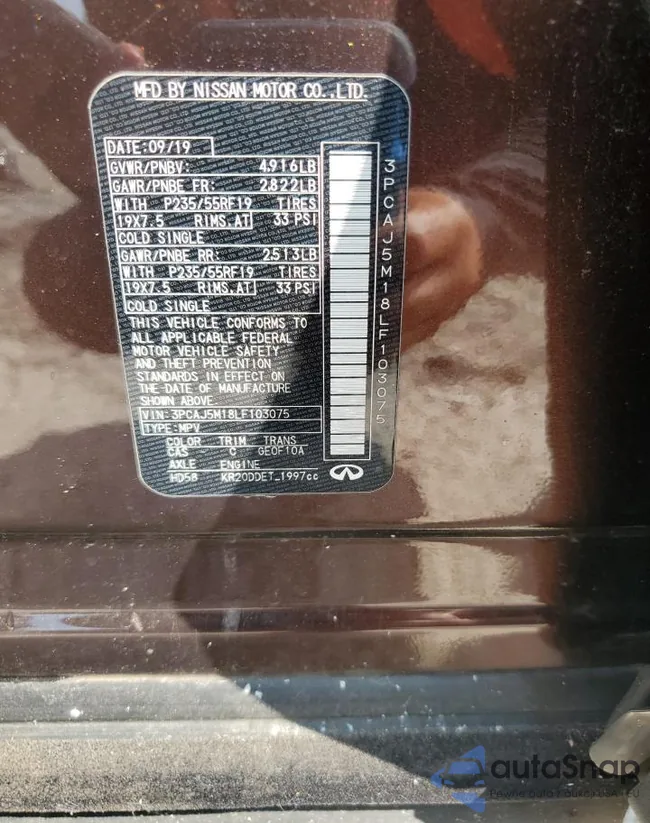 MFD BY NISSAN MOTOR CO.,LTD.
DATE:09/19
GVWR/PNBV: 4916LB
GAWR/PNBE FR: 2822LB
WITH P235/55RF19 TIRES
19X7.5 RIMS.AT 33 PSI
COLD SINGLE
GAWR/PNBE RR: 2513LB
WITH P235/55RF19 TIRES
19X7.5 RIMS.AT 33 PSI
COLD SINGLE
THIS VEHICLE CONFORMS TO
ALL APPLICABLE FEDERAL
MOTOR VEHICLE SAFETY
AND THEFT PREVENTION
STANDARDS IN EFFECT ON
THE DATE OF MANUFACTURE
SHOWN ABOVE.
VIN:3PCAJ5M18LF103075
TYPE:MPV
COLOR TRIM TRANS
CAS C GE0F10A
AXLE ENGINE
HD58 KR20DDET_1997cc
3PCAJ5M18LF103075
autaSnap